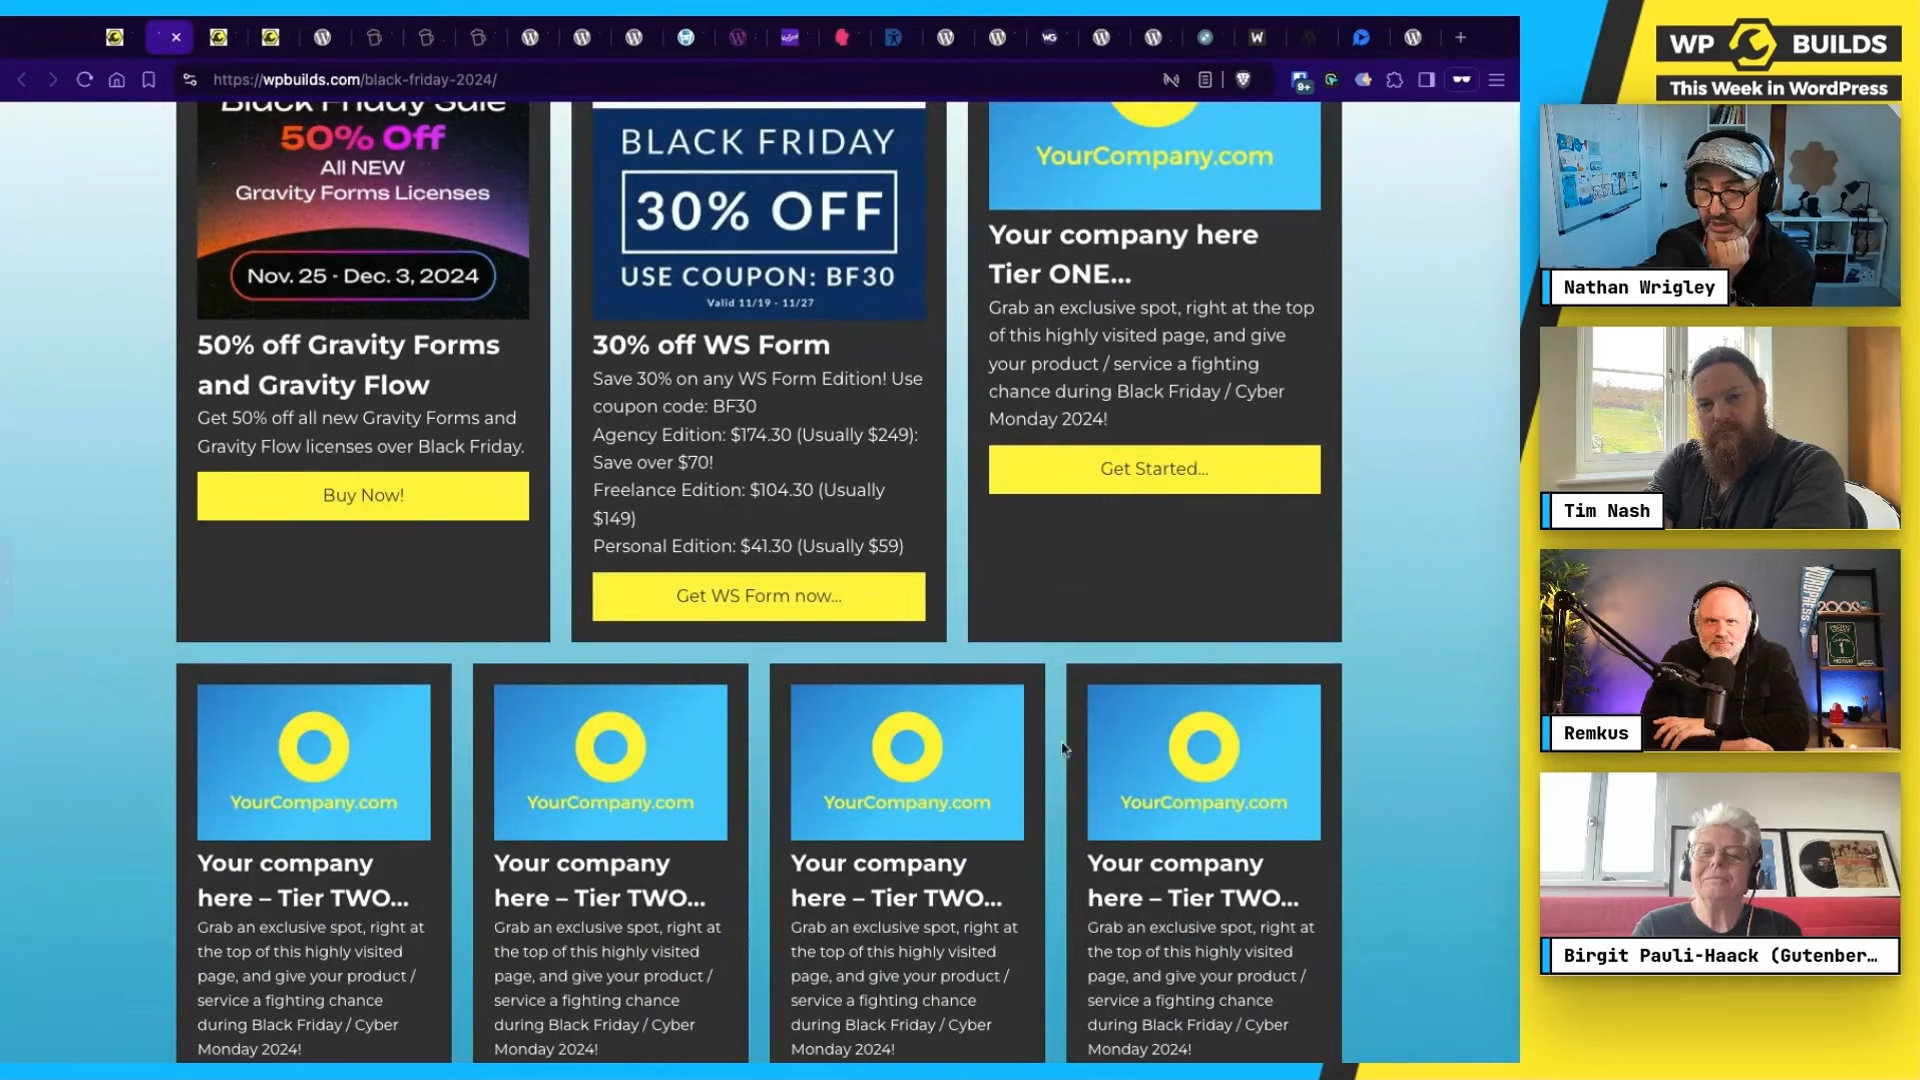 https://wpbuilds.com/black-friday-2024/
9+
WP BUILDS
This Week in WordPress
Black Friday Sale
50% Off
All NEW
Gravity Forms Licenses
Nov. 25 - Dec. 3, 2024
50% off Gravity Forms
and Gravity Flow
Get 50% off all new Gravity Forms and
Gravity Flow licenses over Black Friday.
Buy Now!
BLACK FRIDAY
30% OFF
USE COUPON: BF30
Valid 11/19 - 11/27
30% off WS Form
Save 30% on any WS Form Edition! Use
coupon code: BF30
Agency Edition: $174.30 (Usually $249):
Save over $70!
Freelance Edition: $104.30 (Usually
$149)
Personal Edition: $41.30 (Usually $59)
Get WS Form now...
YourCompany.com
Your company here
Tier ONE...
Grab an exclusive spot, right at the top
of this highly visited page, and give
your product / service a fighting
chance during Black Friday / Cyber
Monday 2024!
Get Started...
YourCompany.com
Your company
here – Tier TWO...
Grab an exclusive spot, right at
the top of this highly visited
page, and give your product /
service a fighting chance
during Black Friday / Cyber
Monday 2024!
YourCompany.com
Your company
here – Tier TWO...
Grab an exclusive spot, right at
the top of this highly visited
page, and give your product /
service a fighting chance
during Black Friday / Cyber
Monday 2024!
YourCompany.com
Your company
here – Tier TWO...
Grab an exclusive spot, right at
the top of this highly visited
page, and give your product /
service a fighting chance
during Black Friday / Cyber
Monday 2024!
YourCompany.com
Your company
here – Tier TWO...
Grab an exclusive spot, right at
the top of this highly visited
page, and give your product /
service a fighting chance
during Black Friday / Cyber
Monday 2024!
Nathan Wrigley
Tim Nash
Remkus
Birgit Pauli-Haack (Gutenber…